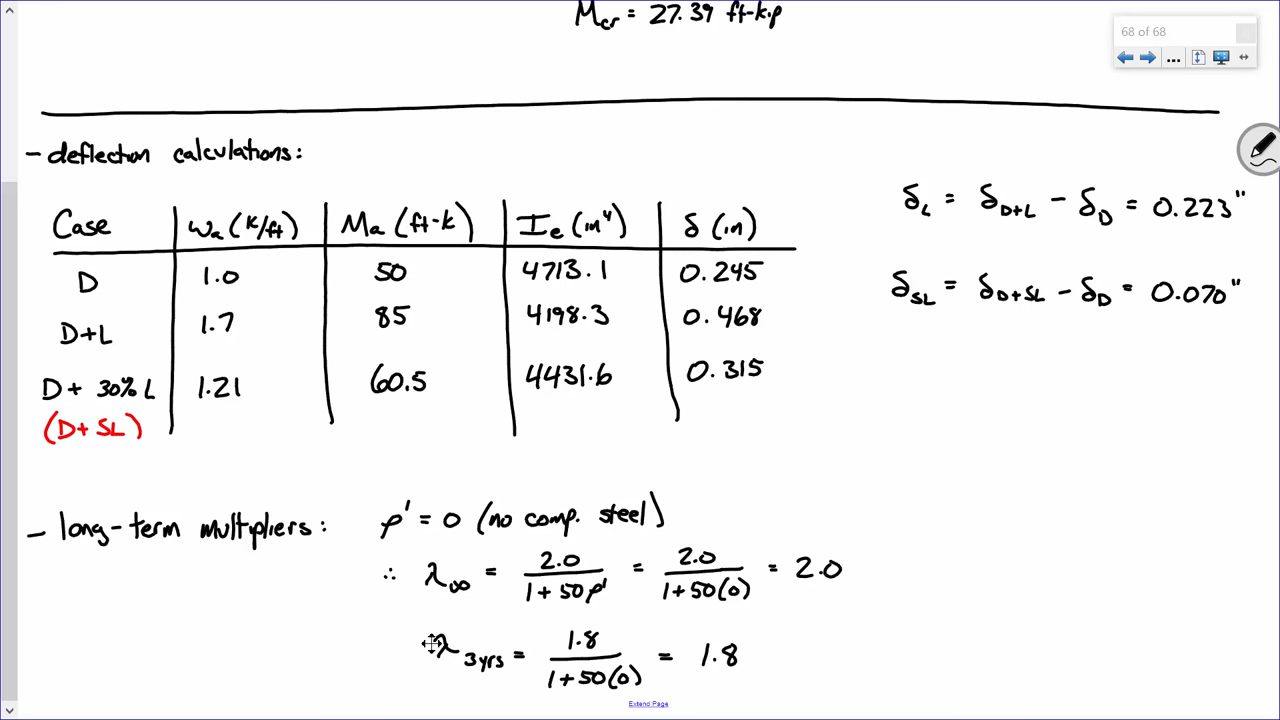 Mcr = 27.39 ft-kip
68 of 68
...
- deflection calculations:
Case | wa (k/ft) | Ma (ft-k) | Ie (in⁴) | δ (in)
D | 1.0 | 50 | 4713.1 | 0.245
D+L | 1.7 | 85 | 4198.3 | 0.468
D + 30% L | 1.21 | 60.5 | 4431.6 | 0.315
(D+SL)
δL = δD+L - δD = 0.223"
δSL = δD+SL - δD = 0.070"
- long-term multipliers: ρ' = 0 (no comp. steel)
∴ λ∞ = 2.0 / (1 + 50ρ') = 2.0 / (1+50(0)) = 2.0
λ3yrs = 1.8 / (1+50(0)) = 1.8
Extend Page